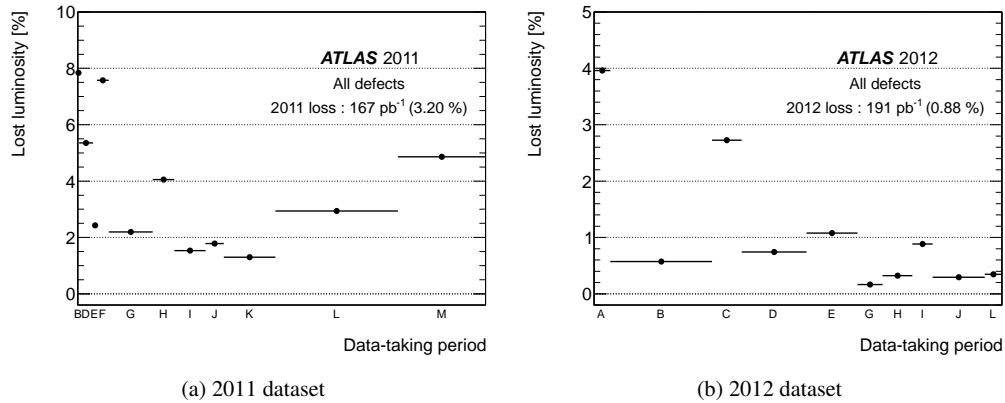 Lost luminosity [%]
10
8
6
4
2
0
ATLAS 2011
All defects
2011 loss : 167 pb-1 (3.20 %)
B D E F G H I J K L M
Data-taking period
(a) 2011 dataset
Lost luminosity [%]
5
4
3
2
1
0
ATLAS 2012
All defects
2012 loss : 191 pb-1 (0.88 %)
A B C D E G H I J L
Data-taking period
(b) 2012 dataset